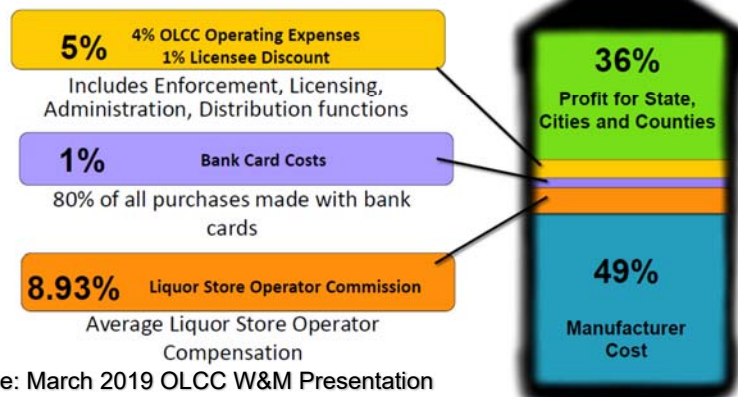 5%
4% OLCC Operating Expenses
1% Licensee Discount
Includes Enforcement, Licensing,
Administration, Distribution functions
1%
Bank Card Costs
80% of all purchases made with bank
cards
8.93%
Liquor Store Operator Commission
Average Liquor Store Operator
Compensation
e: March 2019 OLCC W&M Presentation
36%
Profit for State,
Cities and Counties
49%
Manufacturer
Cost